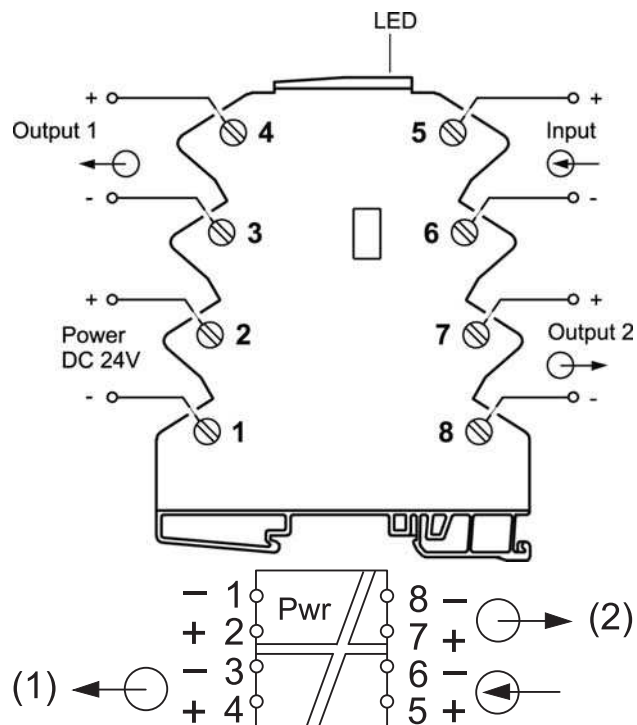 LED
+ 4 5 +
Output 1 Input
- 3 6 -
+ 2 7 +
Power Output 2
DC 24V
- 1 8 -
− 1 Pwr 8 −
+ 2 7 + (2)
− 3 6 −
(1) + 4 5 +